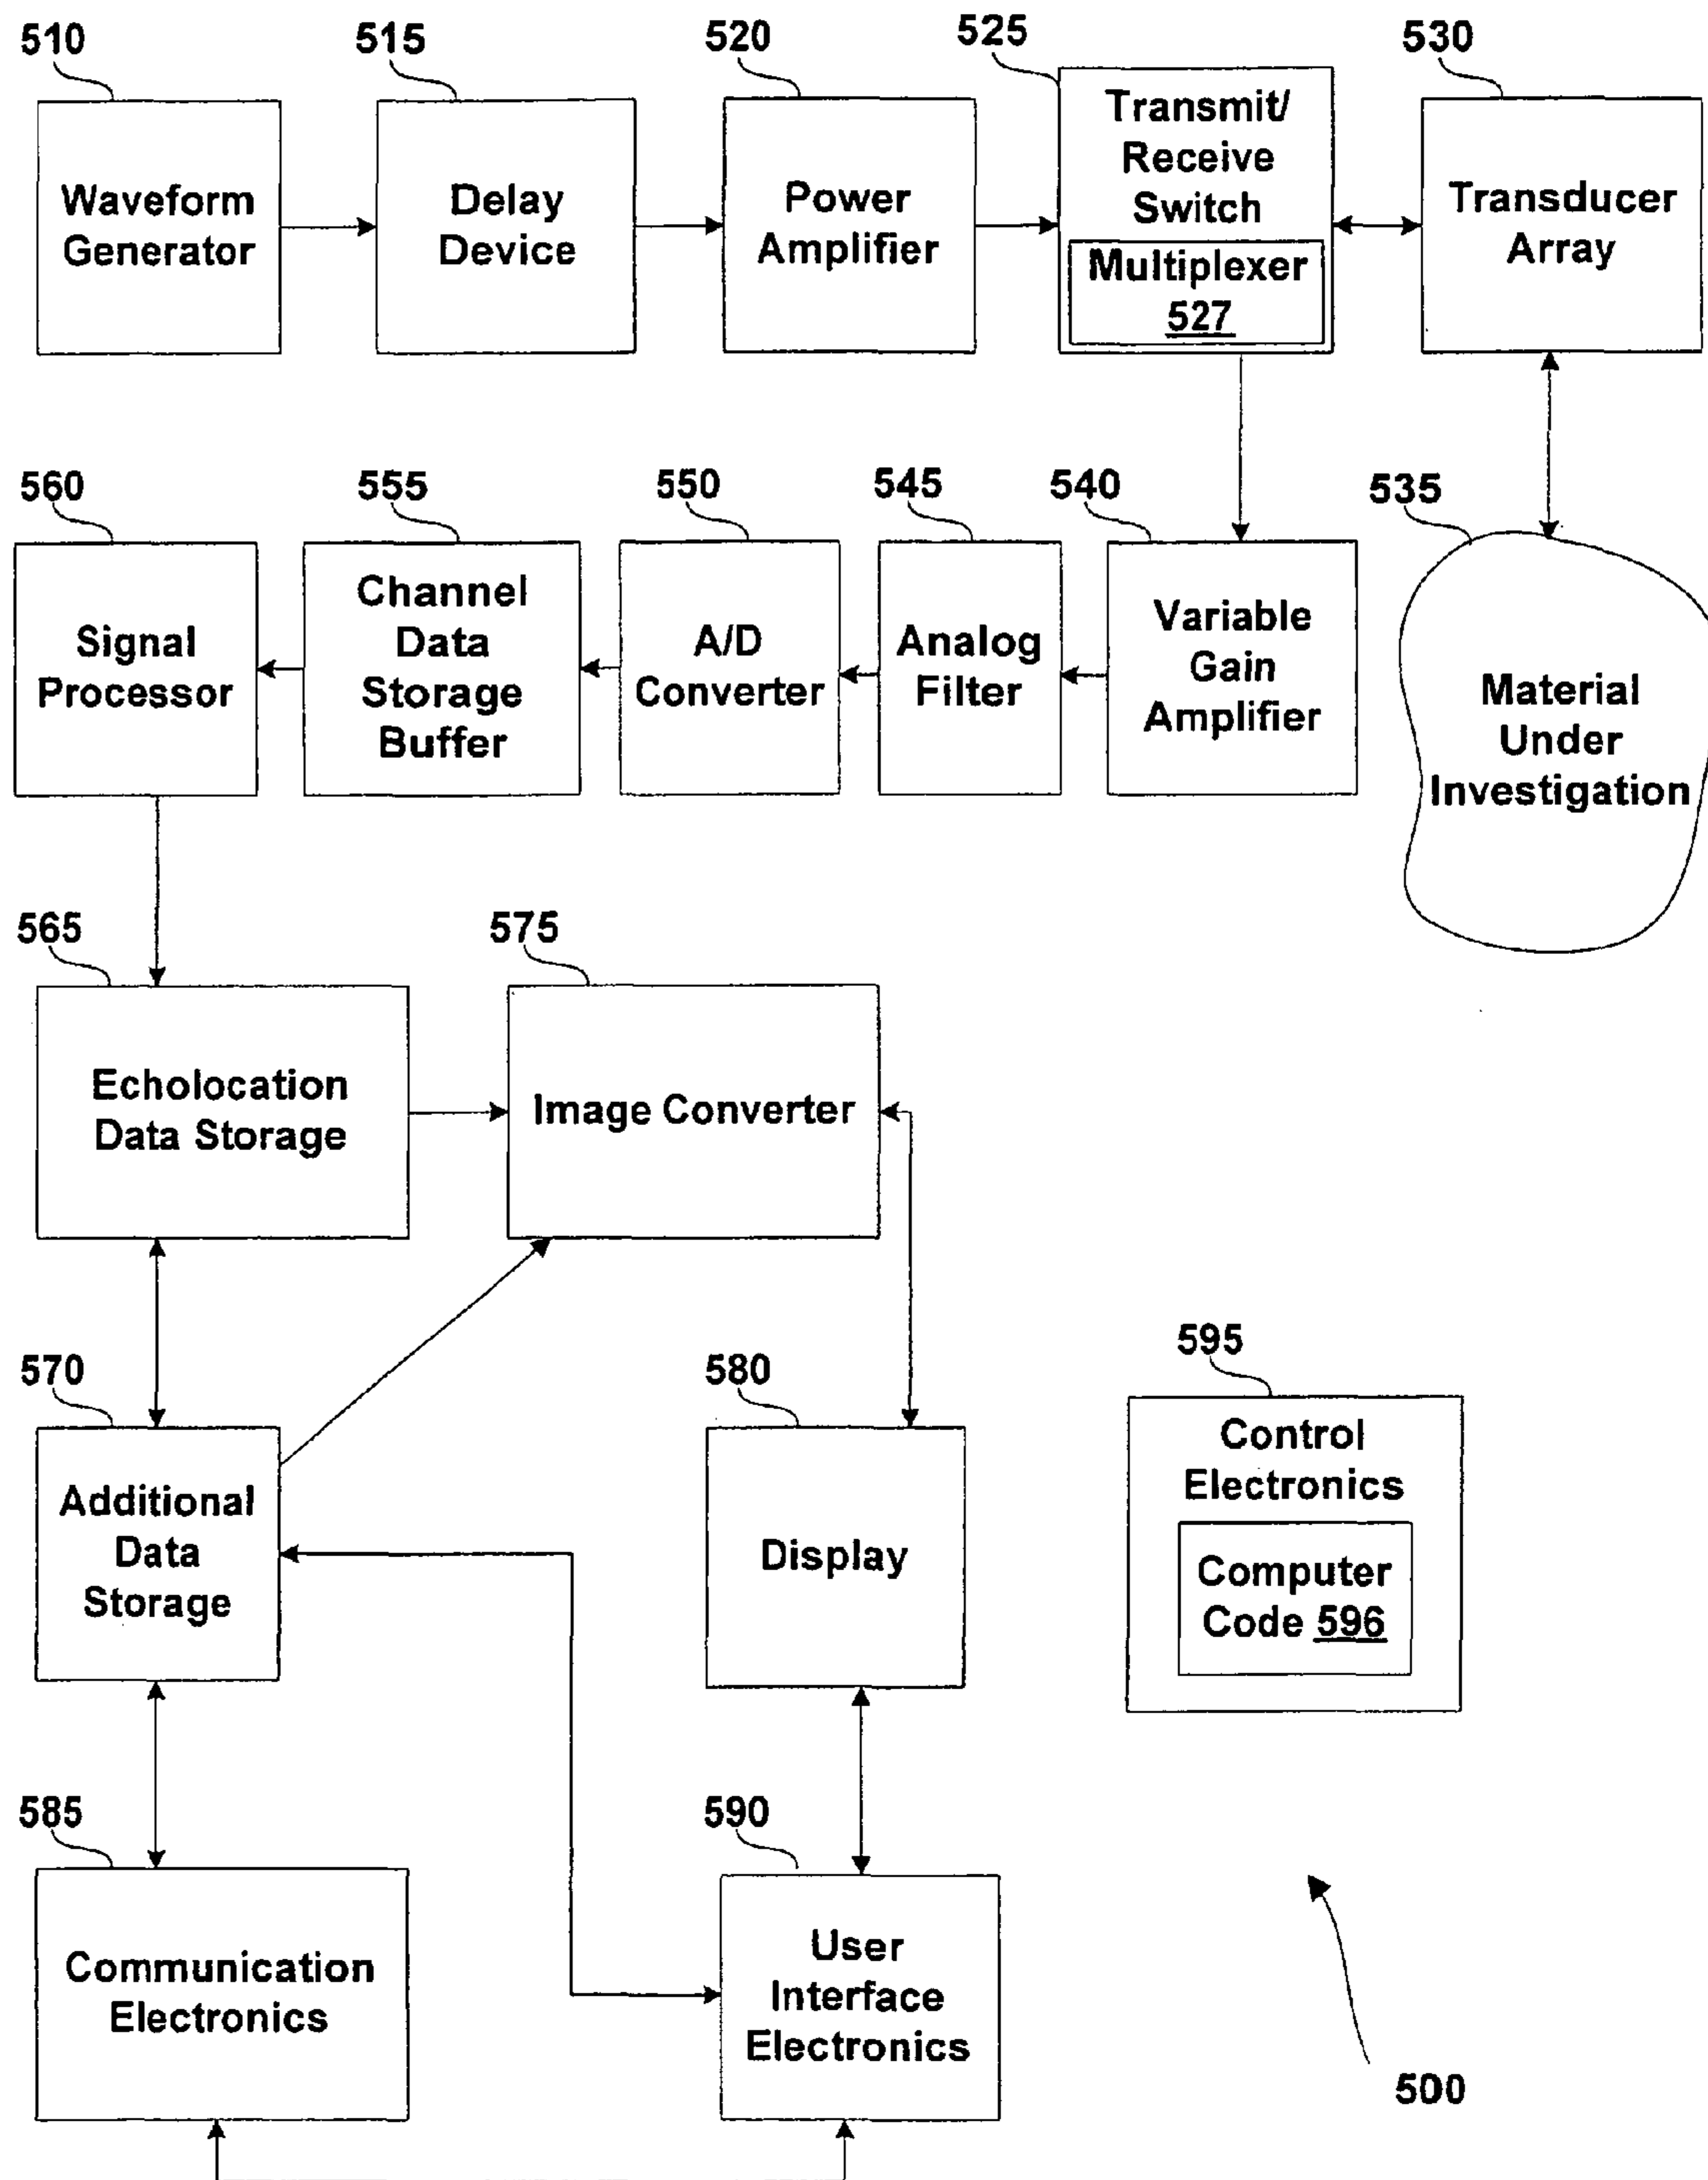 510
515
520
525
530
Waveform
Generator
Delay
Device
Power
Amplifier
Transmit/
Receive
Switch
Multiplexer
527
Transducer
Array
560
555
550
545
540
535
Signal
Processor
Channel
Data
Storage
Buffer
A/D
Converter
Analog
Filter
Variable
Gain
Amplifier
Material
Under
Investigation
565
575
Echolocation
Data Storage
Image Converter
570
580
595
Additional
Data
Storage
Display
Control
Electronics
Computer
Code 596
585
590
Communication
Electronics
User
Interface
Electronics
500